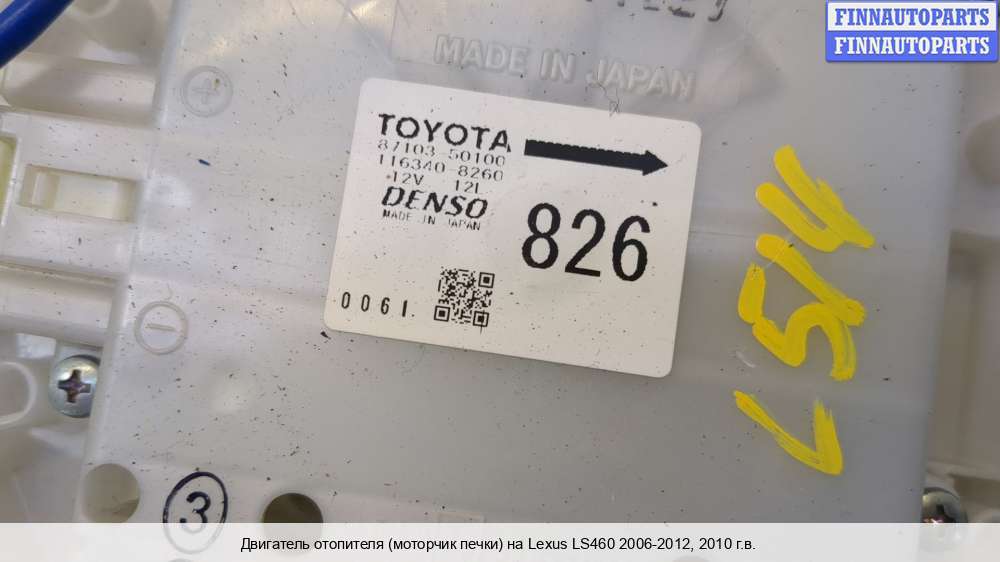 FINNAUTOPARTS
FINNAUTOPARTS
MADE IN JAPAN
TOYOTA
87103-50100
116340-8260
12V 12L
DENSO
MADE IN JAPAN
826
0061
3
Двигатель отопителя (моторчик печки) на Lexus LS460 2006-2012, 2010 г.в.